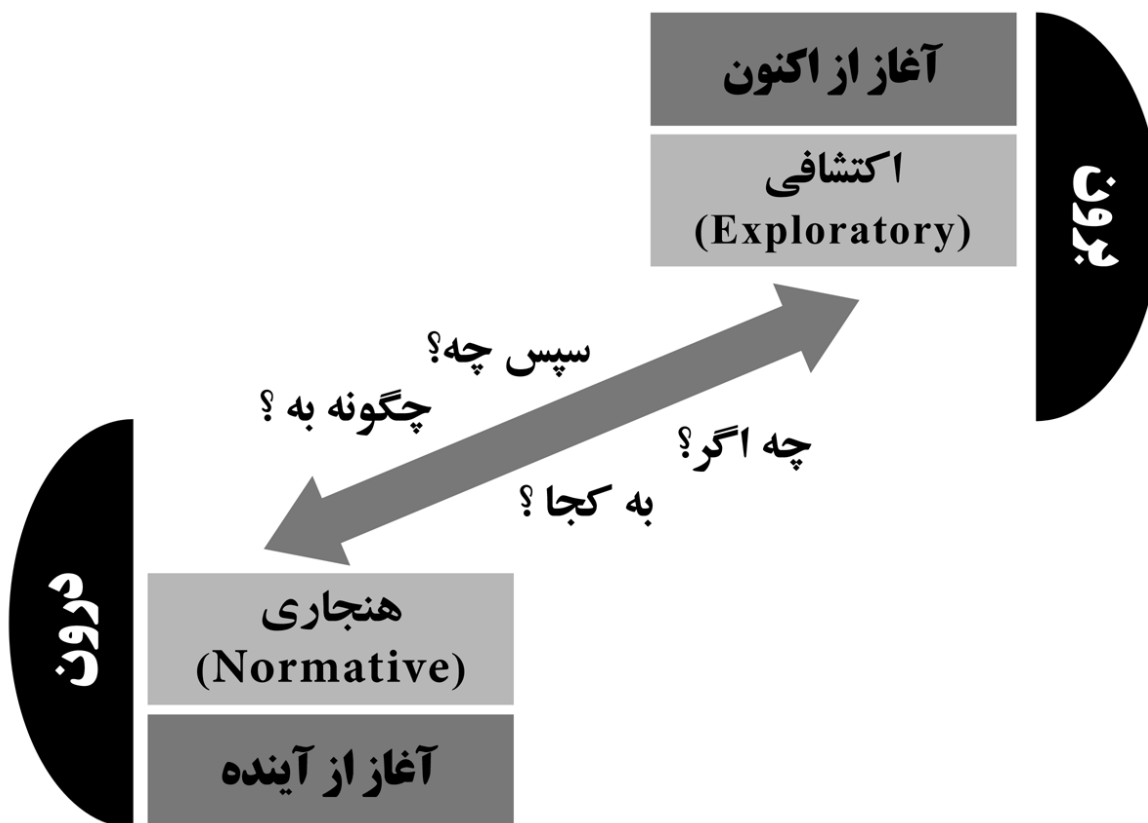 آغاز از اکنون
اکتشافی
(Exploratory)
برون
سپس چه؟
چگونه به ؟
چه اگر؟
به کجا ؟
درون
هنجاری
(Normative)
آغاز از آینده